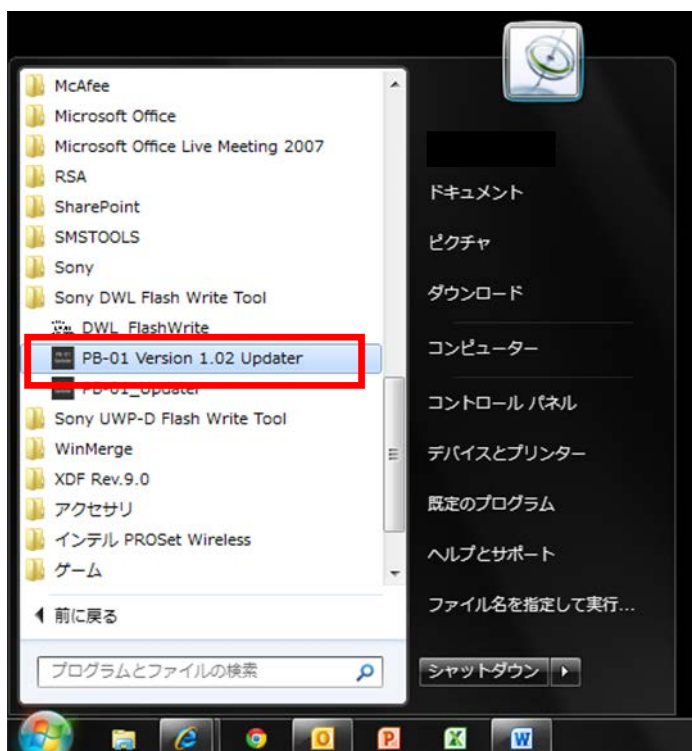 McAfee
Microsoft Office
Microsoft Office Live Meeting 2007
RSA
SharePoint
SMSTOOLS
Sony
Sony DWL Flash Write Tool
DWL_FlashWrite
PB-01 Version 1.02 Updater
PB-01_Updater
Sony UWP-D Flash Write Tool
WinMerge
XDF Rev.9.0
アクセサリ
インテル PROSet Wireless
ゲーム
前に戻る
プログラムとファイルの検索
ドキュメント
ピクチャ
ダウンロード
コンピューター
コントロール パネル
デバイスとプリンター
既定のプログラム
ヘルプとサポート
ファイル名を指定して実行...
シャットダウン